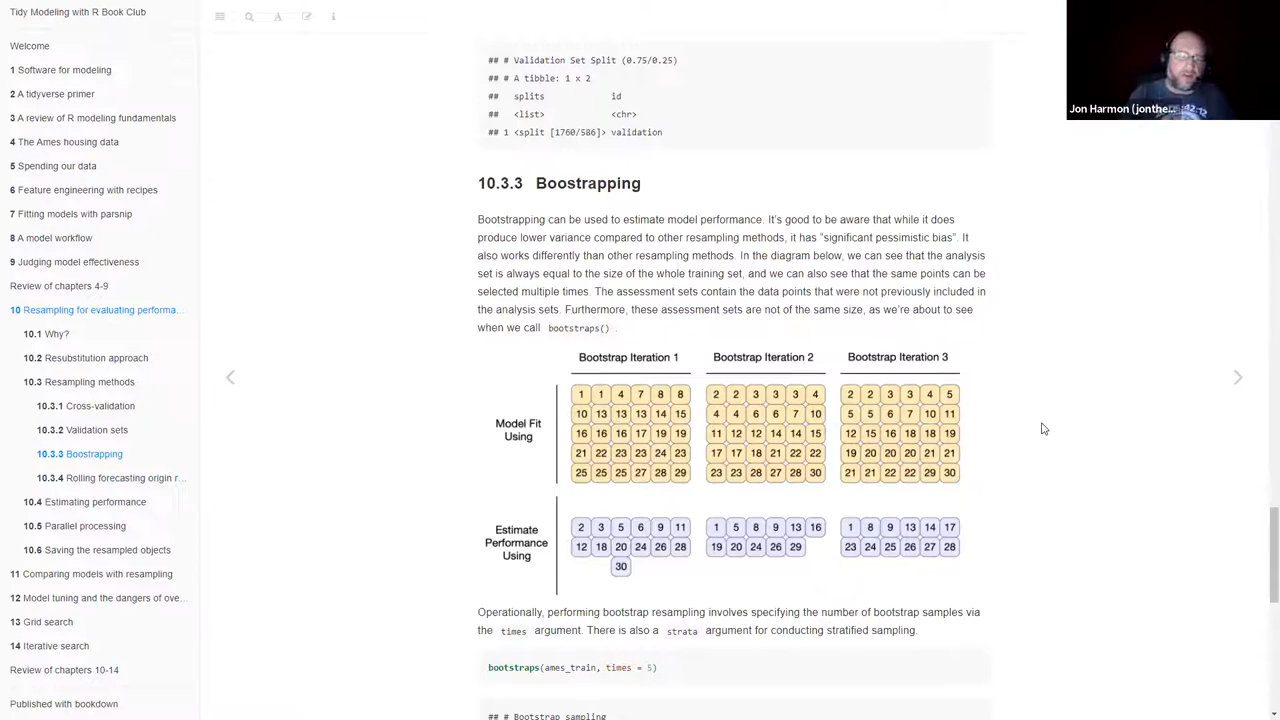 Tidy Modeling with R Book Club
Welcome
1 Software for modeling
2 A tidyverse primer
3 A review of R modeling fundamentals
4 The Ames housing data
5 Spending our data
6 Feature engineering with recipes
7 Fitting models with parsnip
8 A model workflow
9 Judging model effectiveness
Review of chapters 4-9
10 Resampling for evaluating performa...
10.1 Why?
10.2 Resubstitution approach
10.3 Resampling methods
10.3.1 Cross-validation
10.3.2 Validation sets
10.3.3 Boostrapping
10.3.4 Rolling forecasting origin r...
10.4 Estimating performance
10.5 Parallel processing
10.6 Saving the resampled objects
11 Comparing models with resampling
12 Model tuning and the dangers of ove...
13 Grid search
14 Iterative search
Review of chapters 10-14
Published with bookdown
## # Validation Set Split (0.75/0.25)
## # A tibble: 1 x 2
## splits id
## <list> <chr>
## 1 <split [1760/586]> validation
10.3.3 Boostrapping
Bootstrapping can be used to estimate model performance. It's good to be aware that while it does
produce lower variance compared to other resampling methods, it has "significant pessimistic bias". It
also works differently than other resampling methods. In the diagram below, we can see that the analysis
set is always equal to the size of the whole training set, and we can also see that the same points can be
selected multiple times. The assessment sets contain the data points that were not previously included in
the analysis sets. Furthermore, these assessment sets are not of the same size, as we're about to see
when we call bootstraps() .
Bootstrap Iteration 1 Bootstrap Iteration 2 Bootstrap Iteration 3
Model Fit
Using
1 1 4 7 8 8 2 2 3 3 3 4 2 2 3 3 4 5
10 13 13 13 14 15 4 4 6 6 7 10 5 5 6 7 10 11
16 16 16 17 19 19 11 12 12 14 14 15 12 15 16 18 18 19
21 22 22 23 24 23 17 17 18 21 22 22 19 20 20 20 21 21
25 25 25 27 28 29 23 23 28 27 28 30 21 21 22 22 29 30
Estimate
Performance
Using
2 3 5 6 9 11 1 5 8 9 13 16 1 8 9 13 14 17
12 18 20 24 26 28 19 20 24 26 29 23 24 25 26 27 28
30
Operationally, performing bootstrap resampling involves specifying the number of bootstrap samples via
the times argument. There is also a strata argument for conducting stratified sampling.
bootstraps(ames_train, times = 5)
## # Bootstrap sampling
Jon Harmon (jonthe...